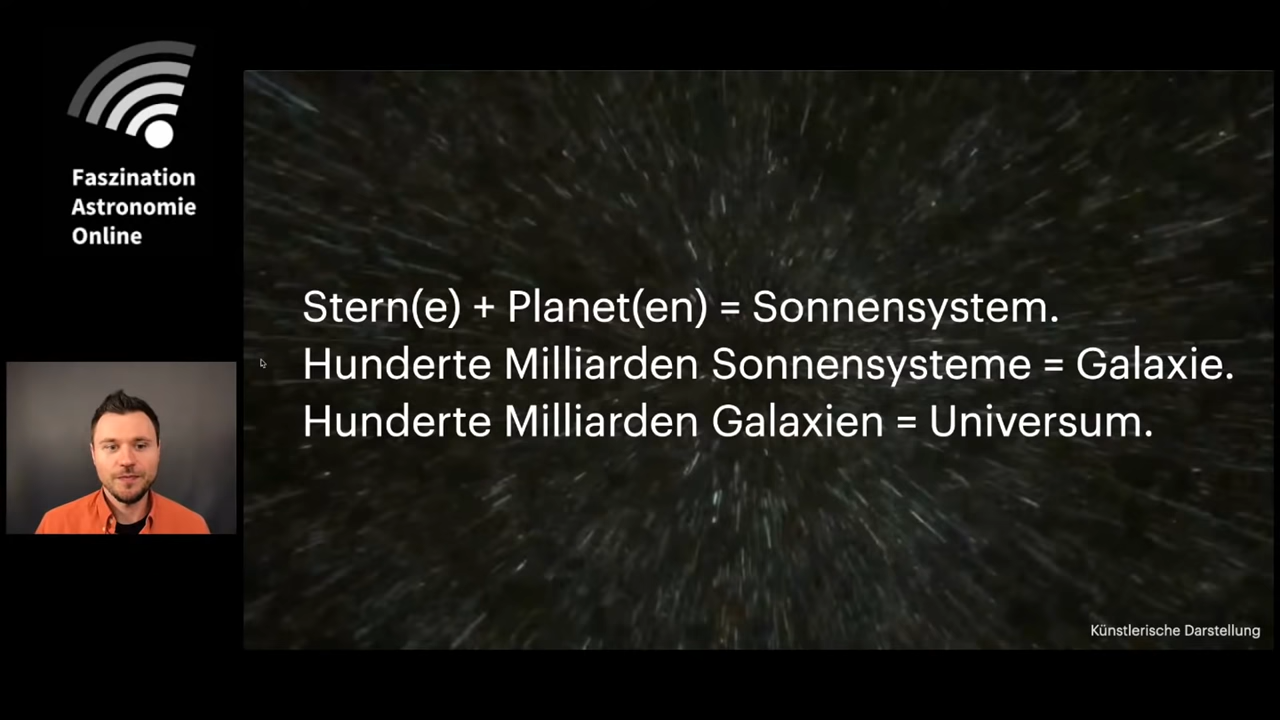 Faszination
Astronomie
Online
Stern(e) + Planet(en) = Sonnensystem.
Hunderte Milliarden Sonnensysteme = Galaxie.
Hunderte Milliarden Galaxien = Universum.
Künstlerische Darstellung